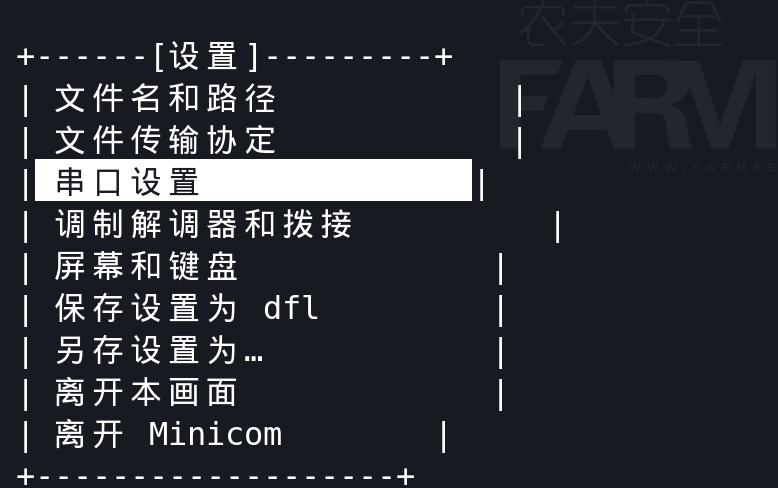 农夫安全
FARM
WWW.FARMSE
+------[设置]---------+
| 文件名和路径 |
| 文件传输协定 |
| 串口设置 |
| 调制解调器和拨接 |
| 屏幕和键盘 |
| 保存设置为 dfl |
| 另存设置为… |
| 离开本画面 |
| 离开 Minicom |
+-------------------+